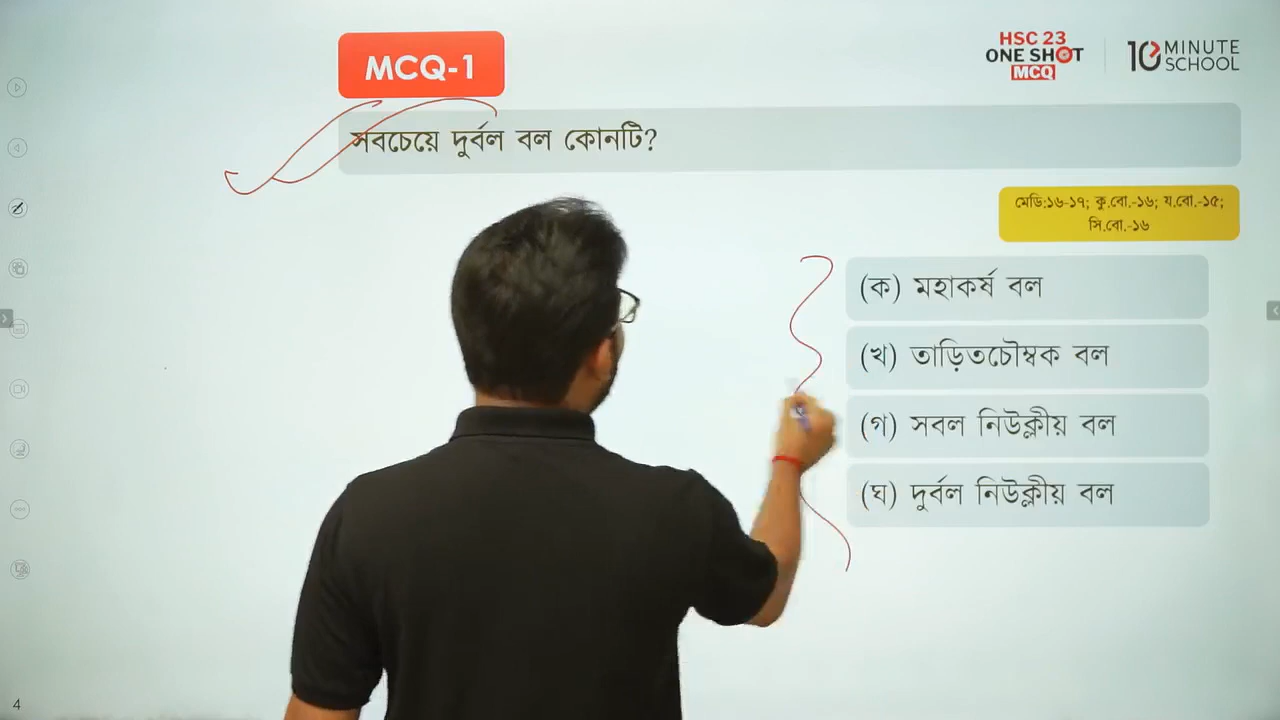 MCQ-1
HSC 23
ONE SHOT
MCQ
10 MINUTE
SCHOOL
সবচেয়ে দুর্বল বল কোনটি?
মেডি:১৬-১৭; কু.বো.-১৬; য.বো.-১৫;
সি.বো.-১৬
(ক) মহাকর্ষ বল
(খ) তাড়িতচৌম্বক বল
(গ) সবল নিউক্লীয় বল
(ঘ) দুর্বল নিউক্লীয় বল
4